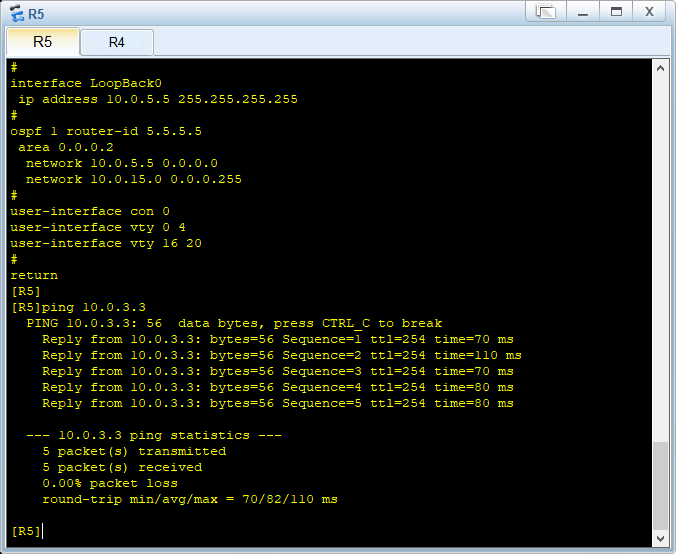 R5
R5 R4
#
interface LoopBack0
 ip address 10.0.5.5 255.255.255.255
#
ospf 1 router-id 5.5.5.5
 area 0.0.0.2
  network 10.0.5.5 0.0.0.0
  network 10.0.15.0 0.0.0.255
#
user-interface con 0
user-interface vty 0 4
user-interface vty 16 20
#
return
[R5]
[R5]ping 10.0.3.3
  PING 10.0.3.3: 56  data bytes, press CTRL_C to break
    Reply from 10.0.3.3: bytes=56 Sequence=1 ttl=254 time=70 ms
    Reply from 10.0.3.3: bytes=56 Sequence=2 ttl=254 time=110 ms
    Reply from 10.0.3.3: bytes=56 Sequence=3 ttl=254 time=70 ms
    Reply from 10.0.3.3: bytes=56 Sequence=4 ttl=254 time=80 ms
    Reply from 10.0.3.3: bytes=56 Sequence=5 ttl=254 time=80 ms

  --- 10.0.3.3 ping statistics ---
    5 packet(s) transmitted
    5 packet(s) received
    0.00% packet loss
    round-trip min/avg/max = 70/82/110 ms

[R5]